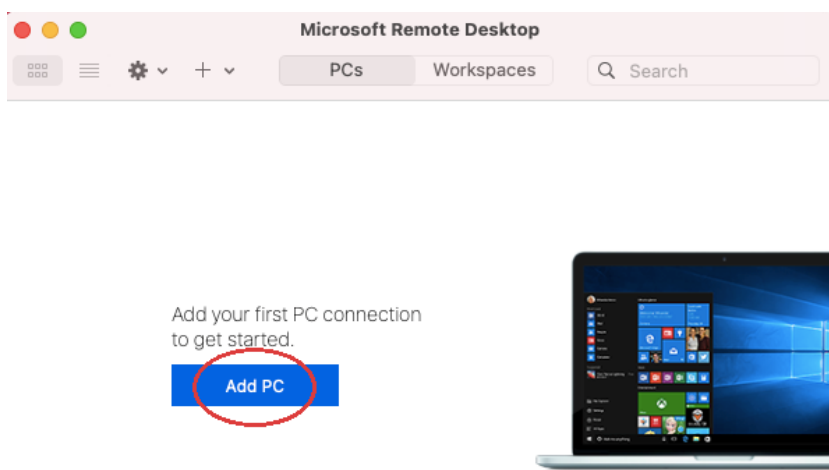 Microsoft Remote Desktop
PCs
Workspaces
Search
Add your first PC connection
to get started.
Add PC